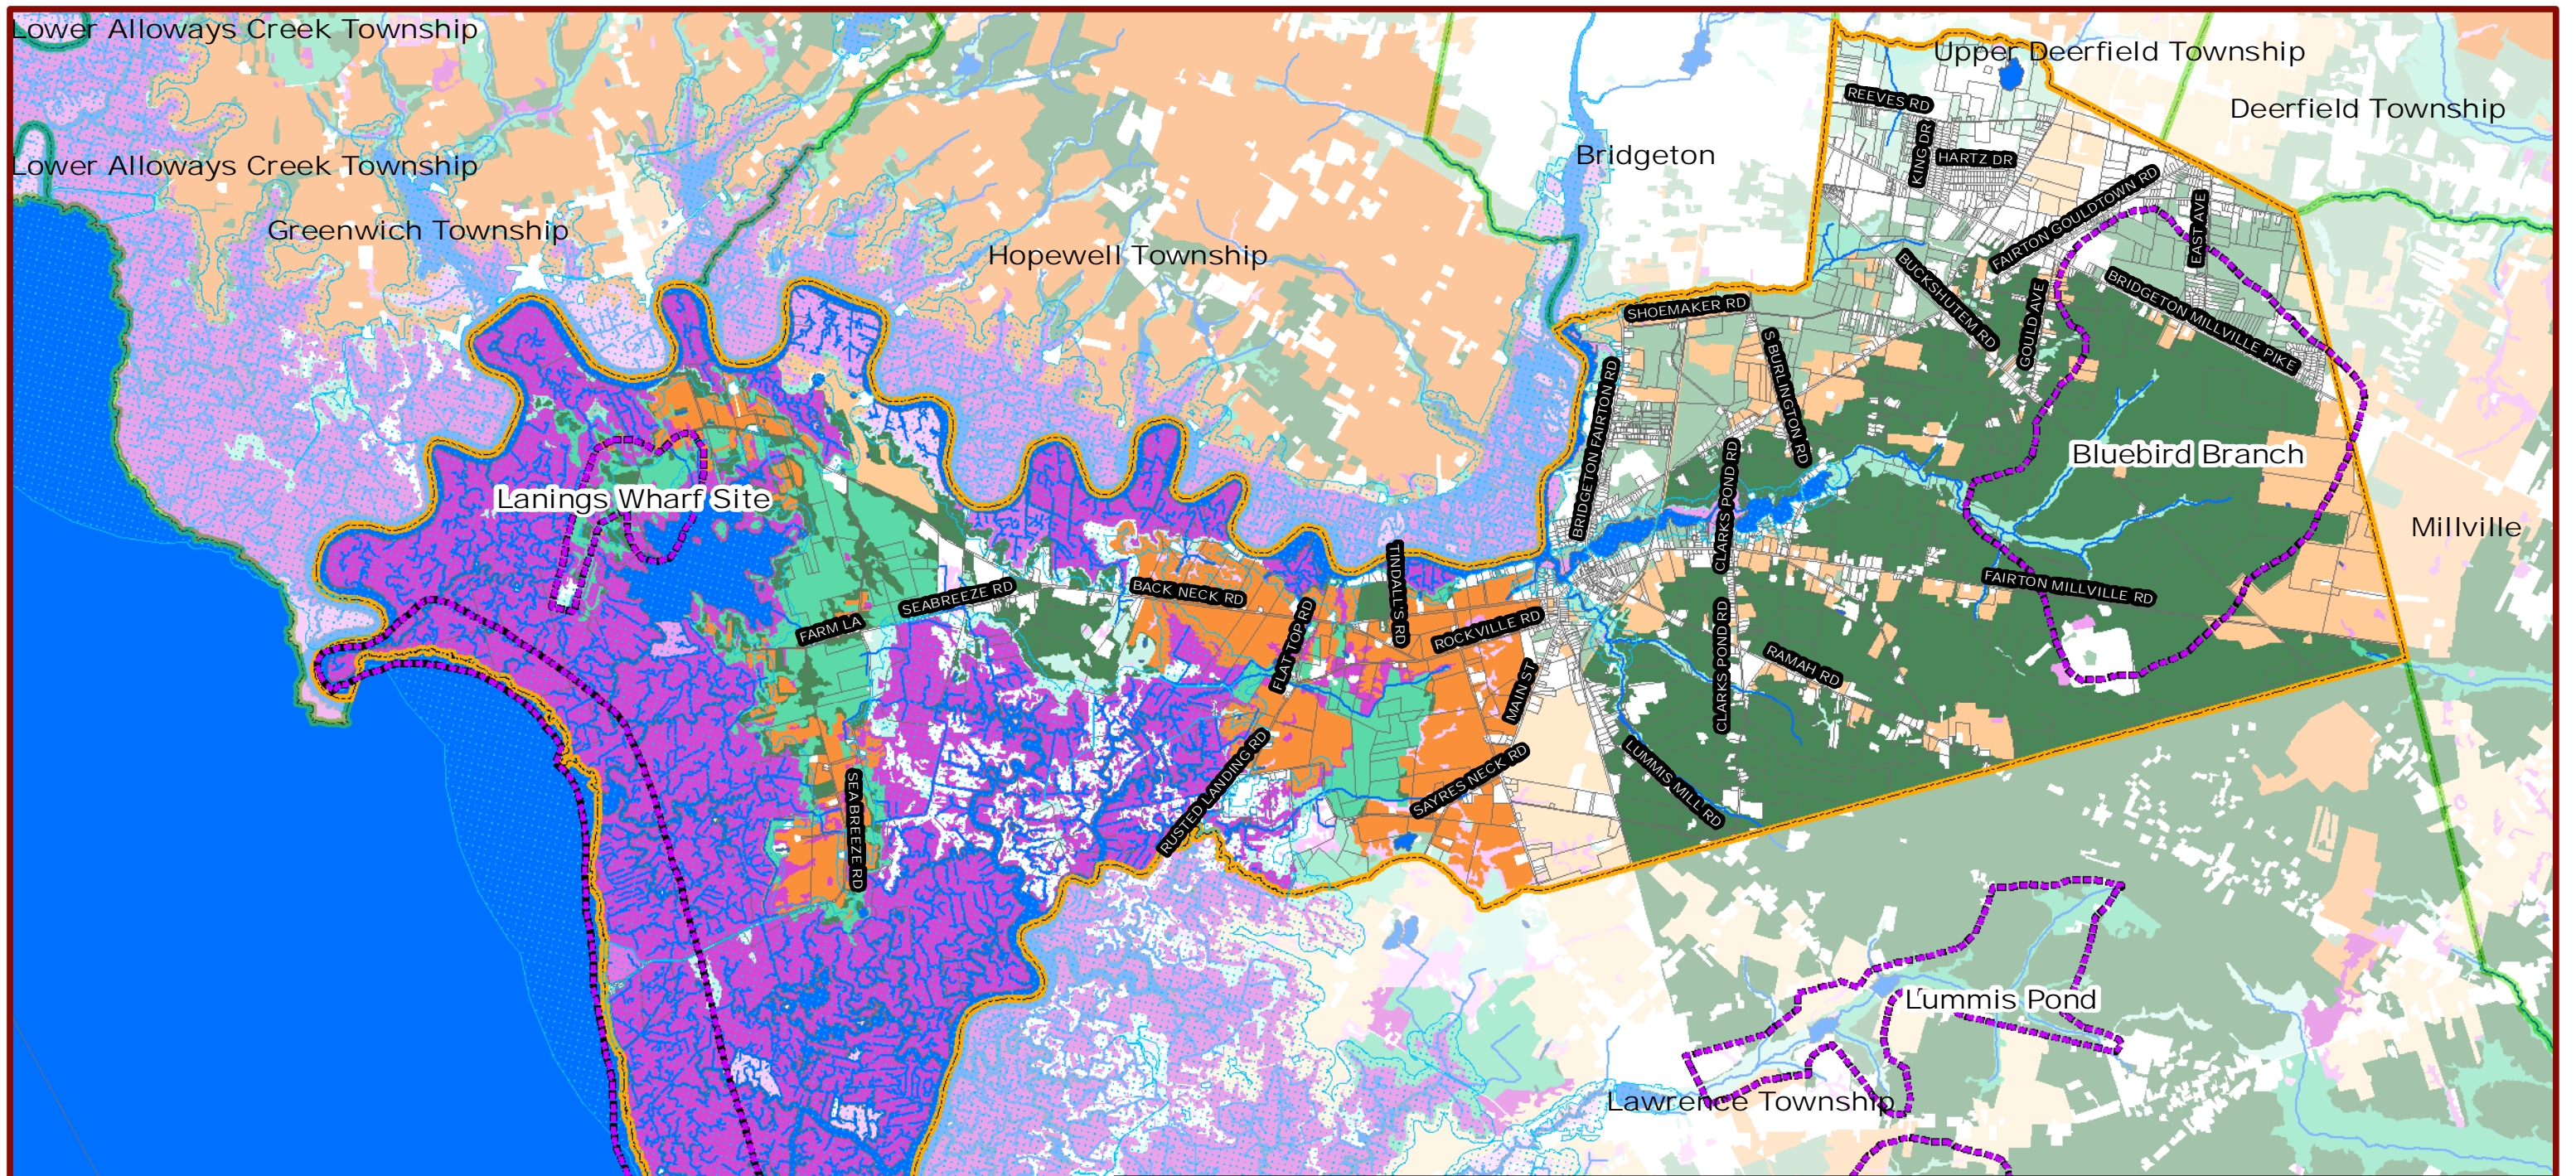 Lower Alloways Creek Township
Upper Deerfield Township
REEVES RD
Deerfield Township
KING DR
HARTZ DR
Bridgeton
Lower Alloways Creek Township
FAIRTON GOULDTOWN RD
EAST AVE
Greenwich Township
Hopewell Township
BUCKSHUTEM RD
GOULD AVE
BRIDGETON MILLVILLE PIKE
SHOEMAKER RD
S BURLINGTON RD
BRIDGETON FAIRTON RD
Bluebird Branch
Lanings Wharf Site
CLARKS POND RD
Millville
TINDALL'S RD
BACK NECK RD
SEABREEZE RD
FAIRTON MILLVILLE RD
FARM LA
FLAT TOP RD
ROCKVILLE RD
CLARKS POND RD
RAMAH RD
MAIN ST
RUSTED LANDING RD
SAYRES NECK RD
LUMMIS MILL RD
SEA BREEZE RD
Lummis Pond
Lawrence Township